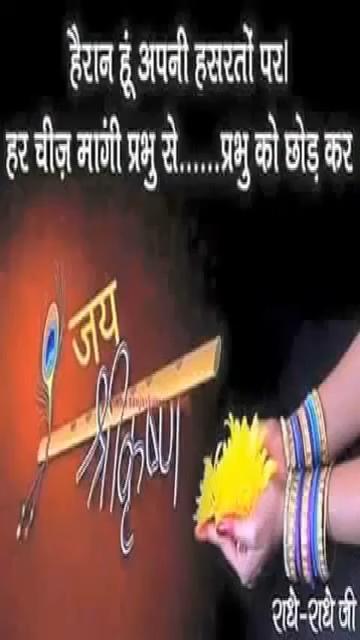 हैरान हूं अपनी हसरतों पर।
हर चीज़ मांगी प्रभु से......प्रभु को छोड़ कर
जय
श्रीकृष्ण
राधे-राधे जी